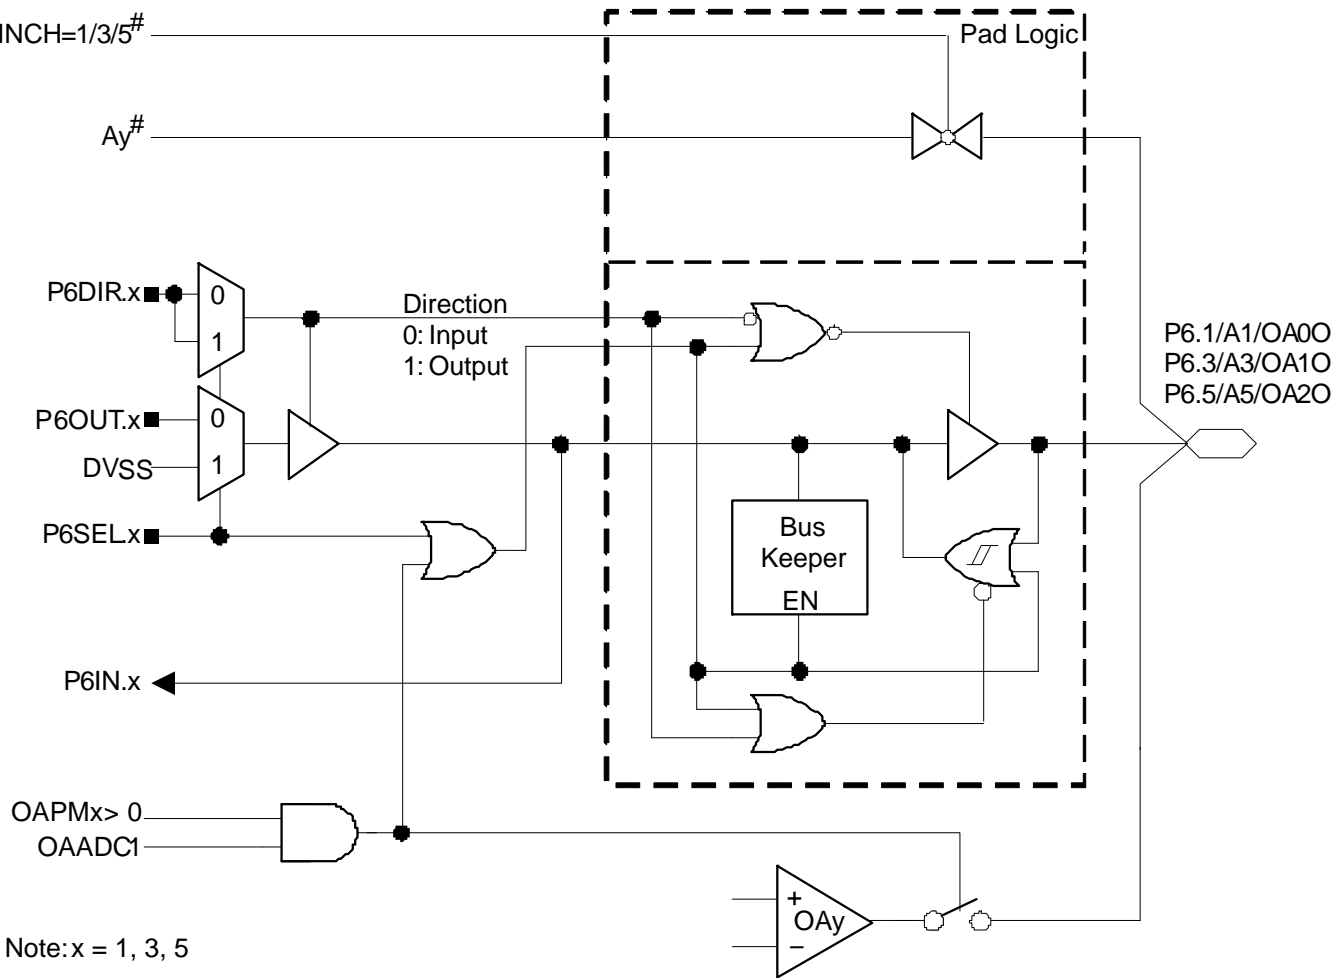 INCH=1/3/5#
Pad Logic
Ay#
P6DIR.x
0
1
Direction
0: Input
1: Output
P6.1/A1/OA0O
P6.3/A3/OA1O
P6.5/A5/OA2O
P6OUT.x
0
DVSS
1
P6SEL.x
Bus
Keeper
EN
P6IN.x
OAPMx> 0
OAADC1
+
OAy
−
Note: x = 1, 3, 5